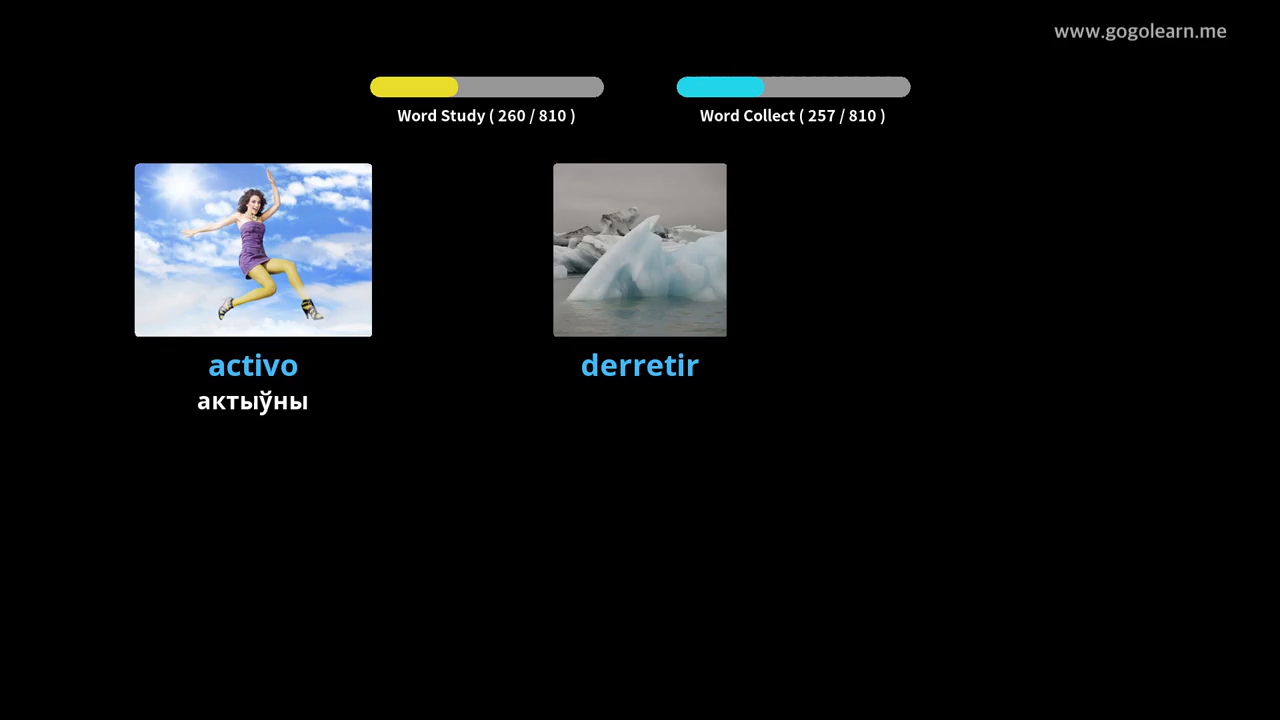 www.gogolearn.me
Word Study ( 260 / 810 )
Word Collect ( 257 / 810 )
activo
актыўны
derretir